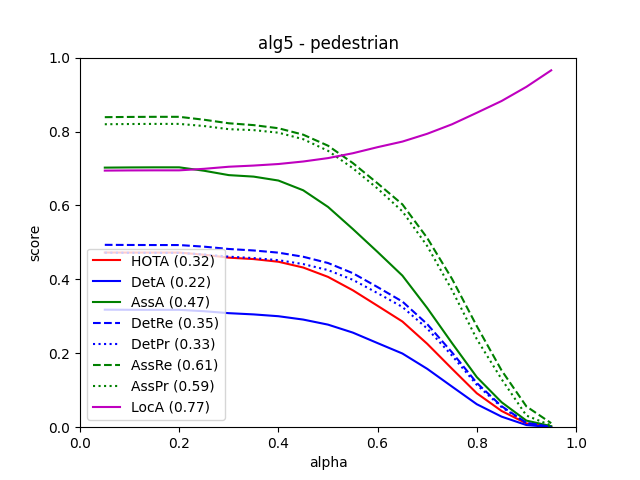 alg5 - pedestrian
1.0
0.8
0.6
0.4
0.2
0.0
score
HOTA (0.32)
DetA (0.22)
AssA (0.47)
DetRe (0.35)
DetPr (0.33)
AssRe (0.61)
AssPr (0.59)
LocA (0.77)
0.0 0.2 0.4 0.6 0.8 1.0
alpha